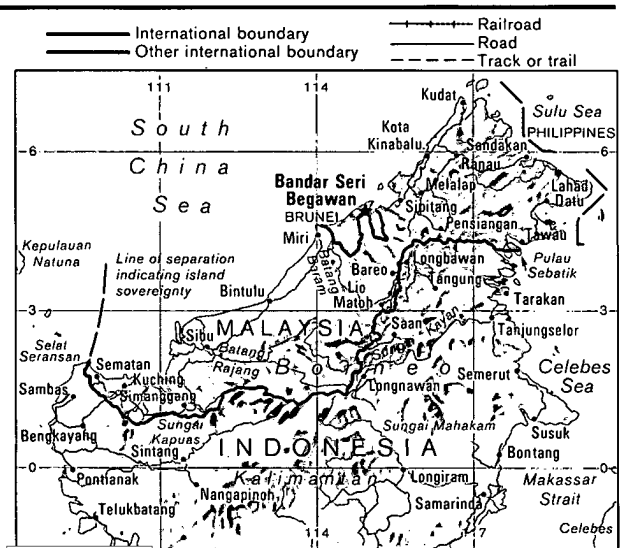 International boundary
Other international boundary
Railroad
Road
Track or trail
111
114
Kudat
Sulu Sea
PHILIPPINES
South
China
Sea
Kota
Kinabalu
6
6
Sandakan
Ranau
Bandar Seri
Begawan
BRUNEI
Melalap
Lahad
Datu
Sipitang
Pensiangan
Tawau
Miri
Kepulauan
Natuna
Line of separation
indicating island
sovereignty
Batang
Baram
Bareo
Longbawan
Pulau
Sebatik
Lio
Matoh
Tangung
Bintulu
Tarakan
3
3
Sibu
MALAYSIA
Saan
Kayan
Tanjungselor
Selat
Seransan
Batang
Rajang
Sungai
Borneo
Celebes
Sea
Sematan
Kuching
Simanggang
Longnawan
Semerut
Sambas
Sungai
Kapuas
Sungai Mahakam
Susuk
Bengkayang
Sintang
INDONESIA
Bontang
0
0
Pontianak
Kalimantan
Longiram
Makassar
Strait
Nangapinoh
Samarinda
Telukbatang
114
117
Celebes